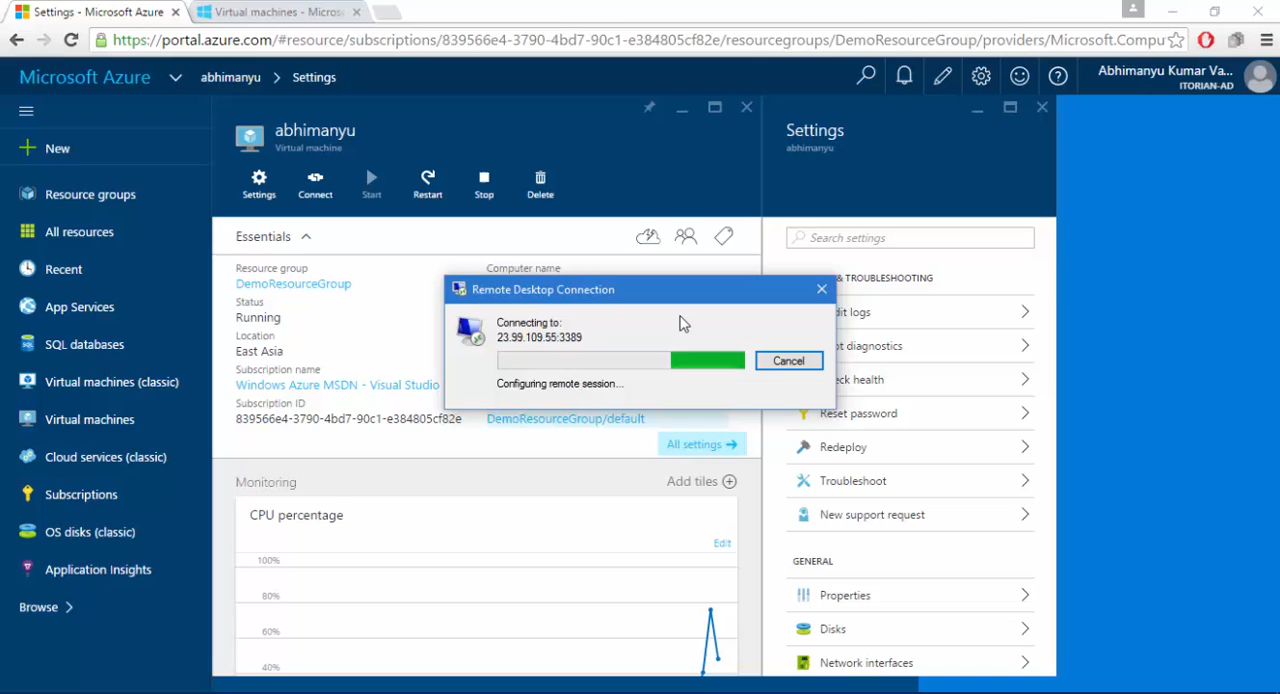 Settings - Microsoft Azure
Virtual machines - Micros
https://portal.azure.com/#resource/subscriptions/839566e4-3790-4bd7-90c1-e384805cf82e/resourcegroups/DemoResourceGroup/providers/Microsoft.Compu
Microsoft Azure
abhimanyu > Settings
Abhimanyu Kumar Va...
ITORIAN-AD
New
Resource groups
All resources
Recent
App Services
SQL databases
Virtual machines (classic)
Virtual machines
Cloud services (classic)
Subscriptions
OS disks (classic)
Application Insights
Browse >
abhimanyu
Virtual machine
Settings
Connect
Start
Restart
Stop
Delete
Essentials
Resource group
DemoResourceGroup
Status
Running
Location
East Asia
Subscription name
Windows Azure MSDN - Visual Studio
Subscription ID
839566e4-3790-4bd7-90c1-e384805cf82e
Computer name
DemoResourceGroup/default
All settings →
Remote Desktop Connection
Connecting to:
23.99.109.55:3389
Cancel
Configuring remote session...
Monitoring
Add tiles
CPU percentage
Edit
100%
80%
60%
40%
Settings
abhimanyu
Search settings
& TROUBLESHOOTING
dit logs
ot diagnostics
eck health
Reset password
Redeploy
Troubleshoot
New support request
GENERAL
Properties
Disks
Network interfaces